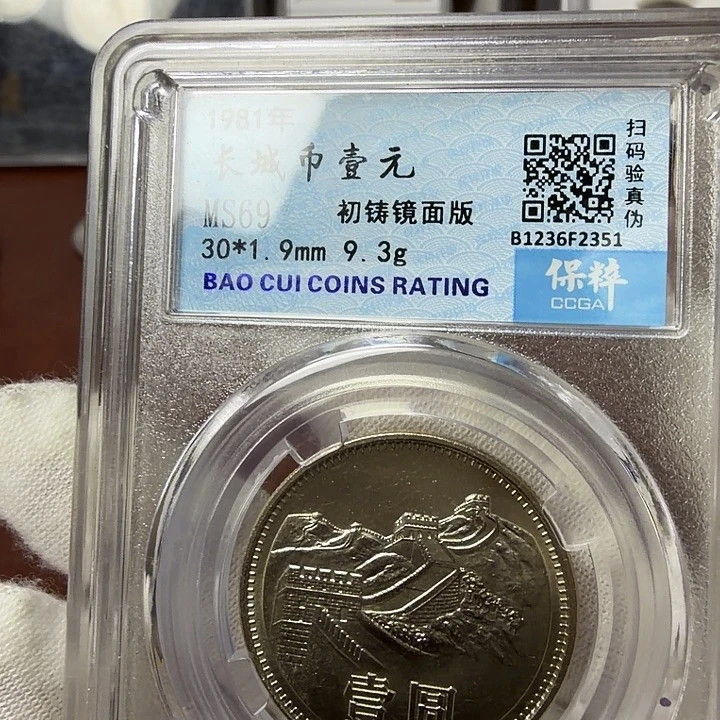 1981年
长城币壹元
MS69 初铸镜面版
30*1.9mm 9.3g
BAO CUI COINS RATING
扫码验真伪
B1236F2351
保粹
CCGA
壹圆